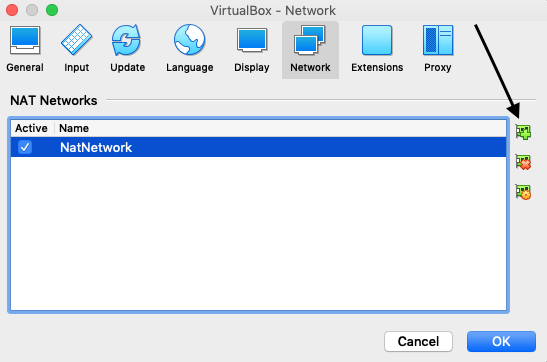 VirtualBox - Network
General Input Update Language Display Network Extensions Proxy
NAT Networks
Active Name
NatNetwork
Cancel OK